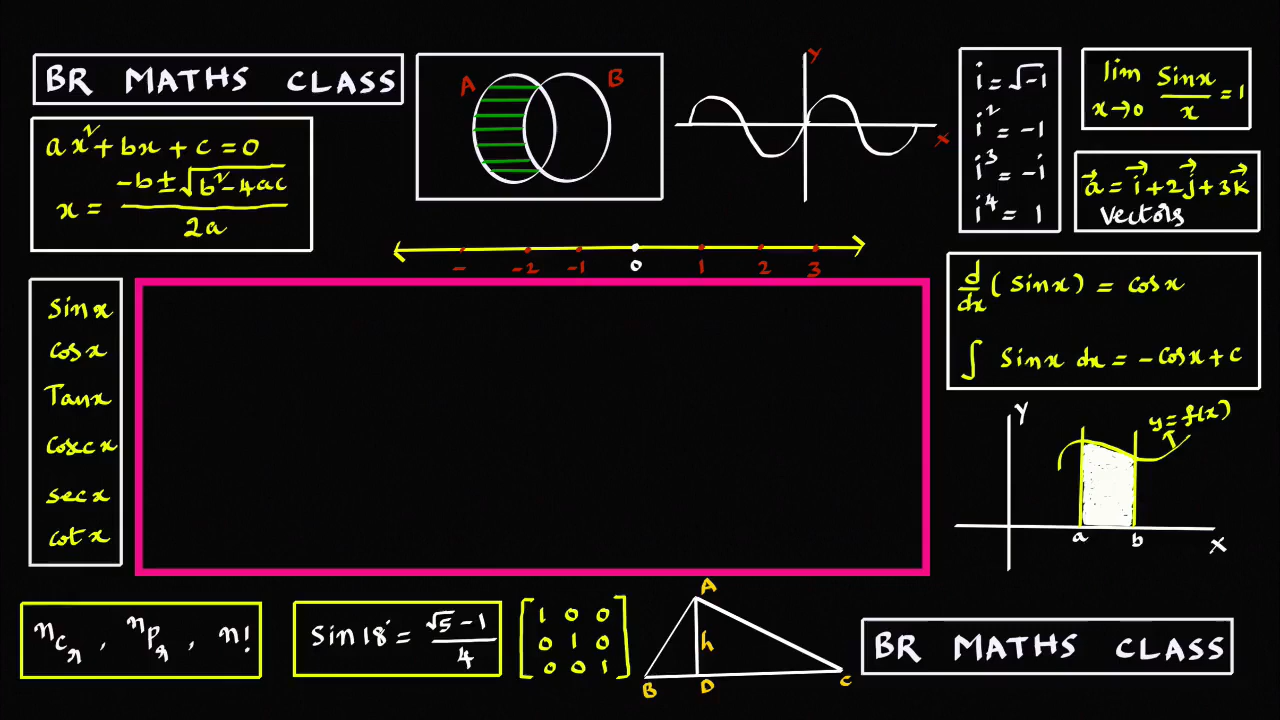 BR MATHS CLASS
ax²+bx+c=0
x = (-b±√(b²-4ac))/2a
A B
Y
X
i=√-1
i²=-1
i³=-i
i⁴=1
lim x→0 Sinx/x=1
a⃗=i⃗+2j⃗+3k⃗
Vectors
- -2 -1 0 1 2 3
Sinx
Cosx
Tanx
Cosecx
secx
cotx
d/dx(Sinx)=Cosx
∫ Sinx dx=-Cosx+c
Y
y=f(x)
a b
X
nCr, nPr, n!
Sin18°=(√5-1)/4
1 0 0
0 1 0
0 0 1
A
h
B D C
BR MATHS CLASS